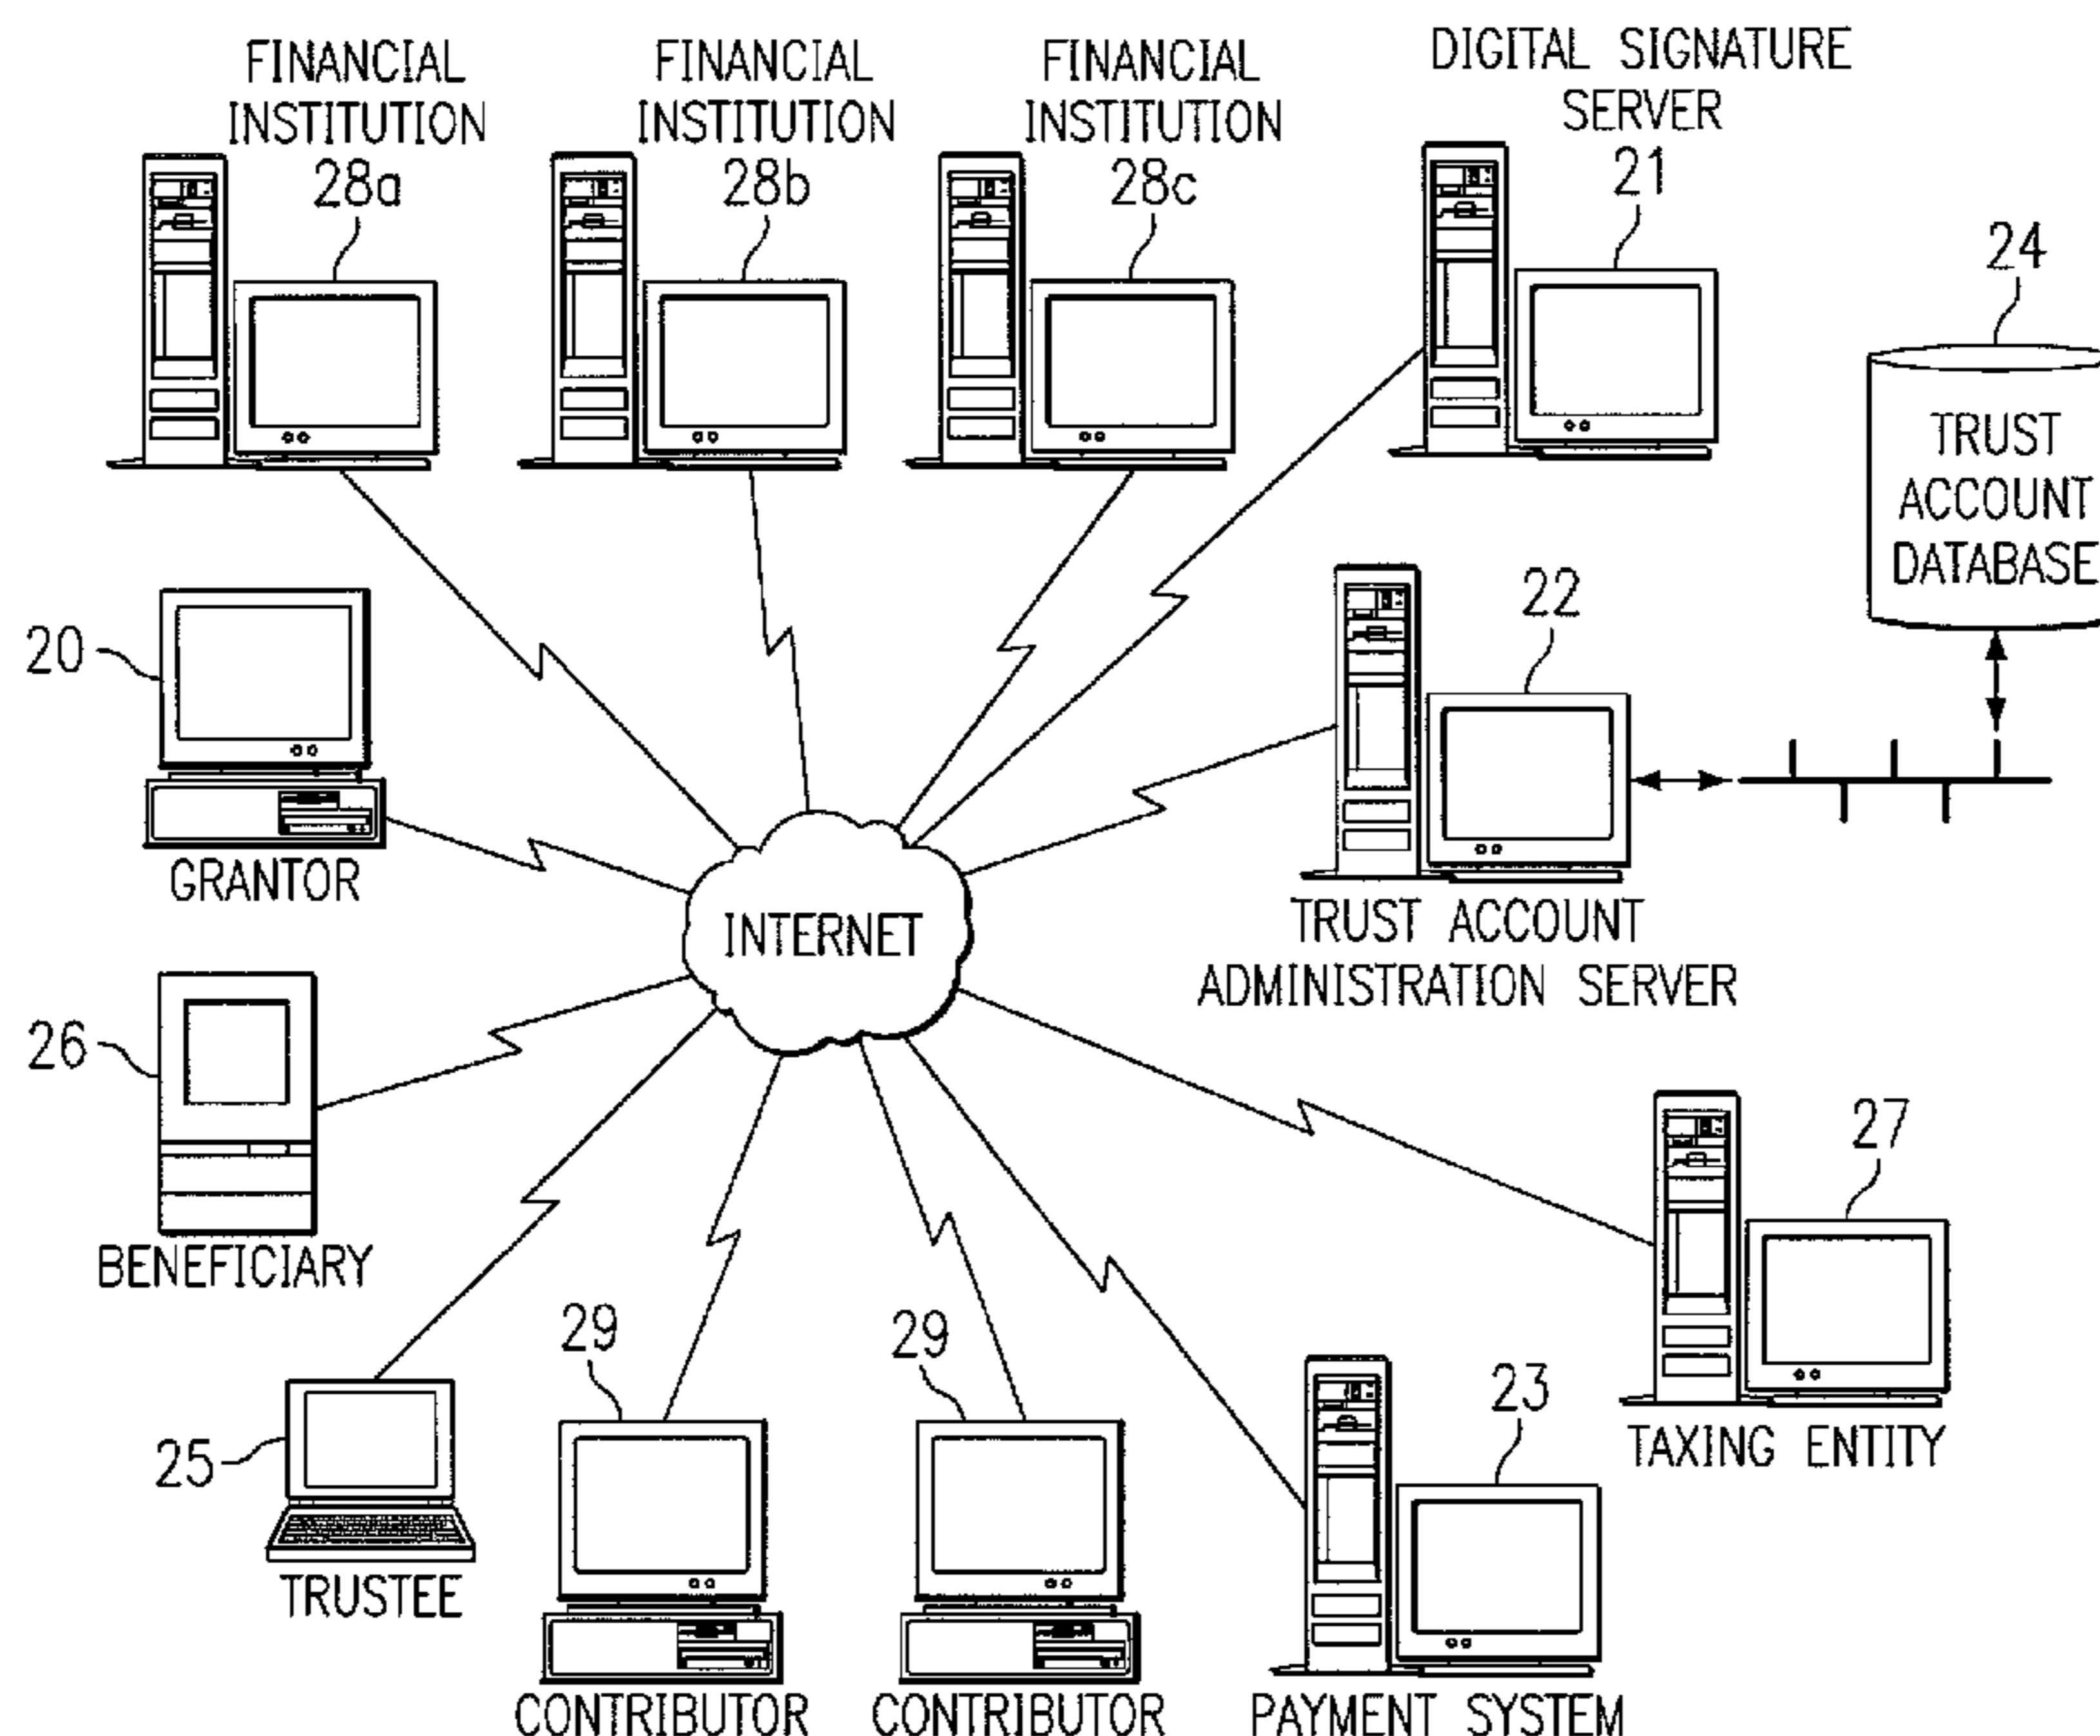 FINANCIAL
INSTITUTION
28a
FINANCIAL
INSTITUTION
28b
FINANCIAL
INSTITUTION
28c
DIGITAL SIGNATURE
SERVER
21
24
TRUST
ACCOUNT
DATABASE
20
GRANTOR
22
TRUST ACCOUNT
ADMINISTRATION SERVER
INTERNET
26
BENEFICIARY
27
TAXING ENTITY
25
TRUSTEE
29
CONTRIBUTOR
29
CONTRIBUTOR
23
PAYMENT SYSTEM